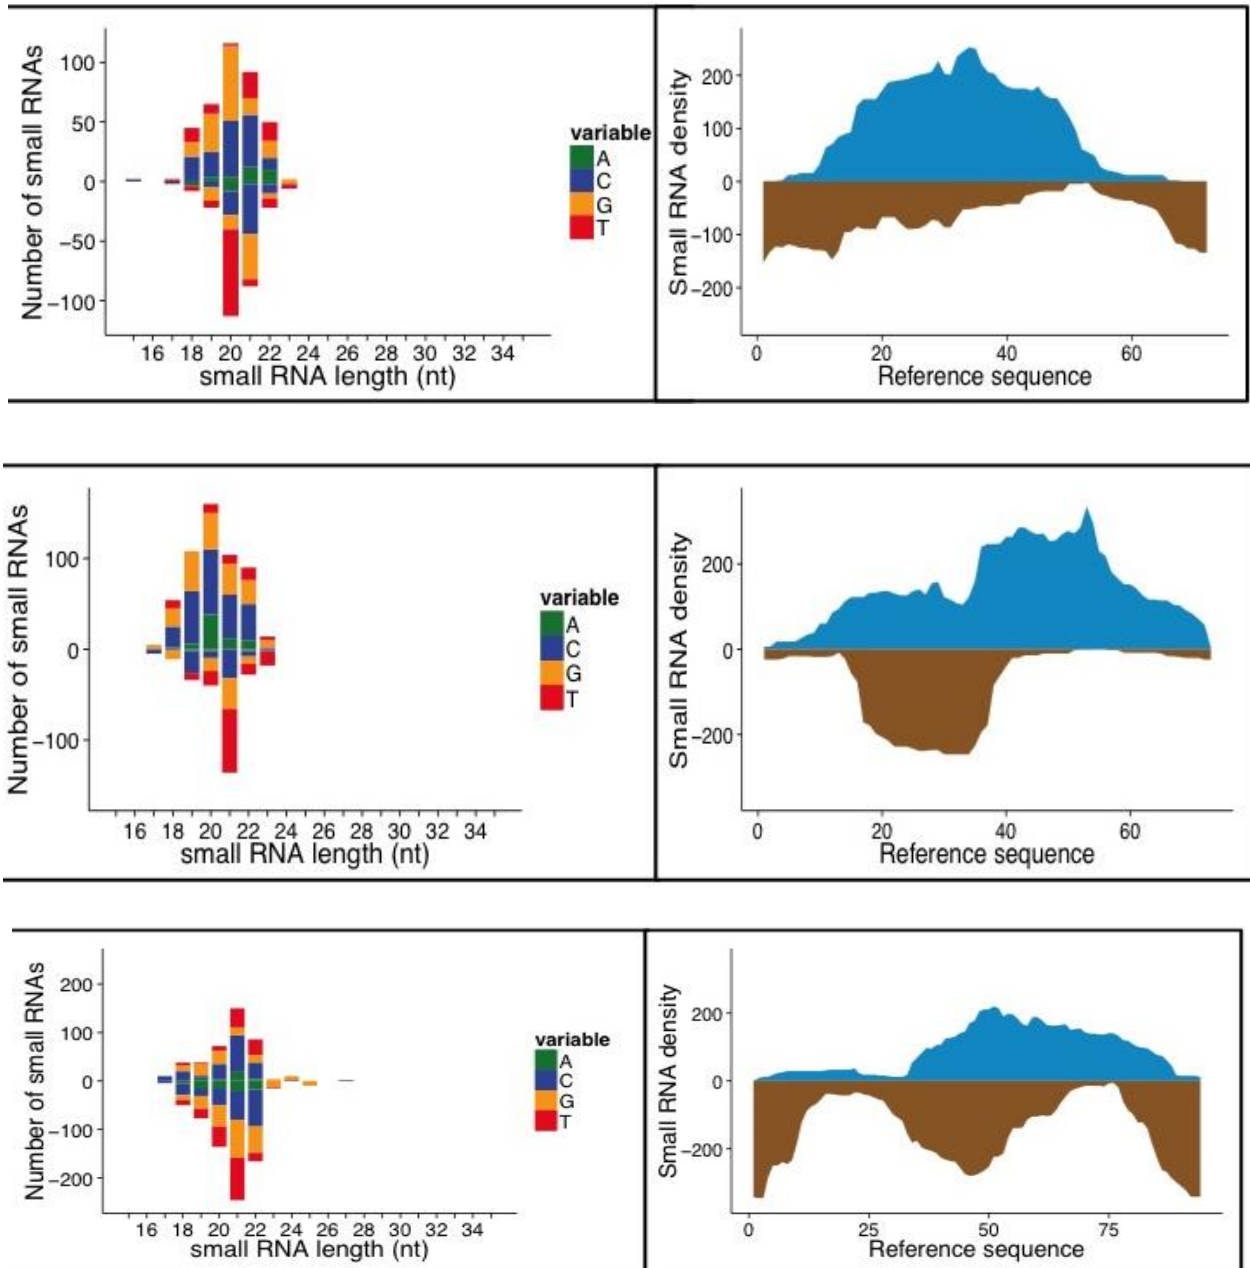 Number of small RNAs
100
50
0
−50
−100
16 18 20 22 24 26 28 30 32 34
small RNA length (nt)
variable
A
C
G
T
Small RNA density
200
100
0
−100
−200
0 20 40 60
Reference sequence
Number of small RNAs
100
0
−100
16 18 20 22 24 26 28 30 32 34
small RNA length (nt)
variable
A
C
G
T
Small RNA density
200
0
−200
0 20 40 60
Reference sequence
Number of small RNAs
200
100
0
−100
−200
16 18 20 22 24 26 28 30 32 34
small RNA length (nt)
variable
A
C
G
T
Small RNA density
200
0
−200
0 25 50 75
Reference sequence